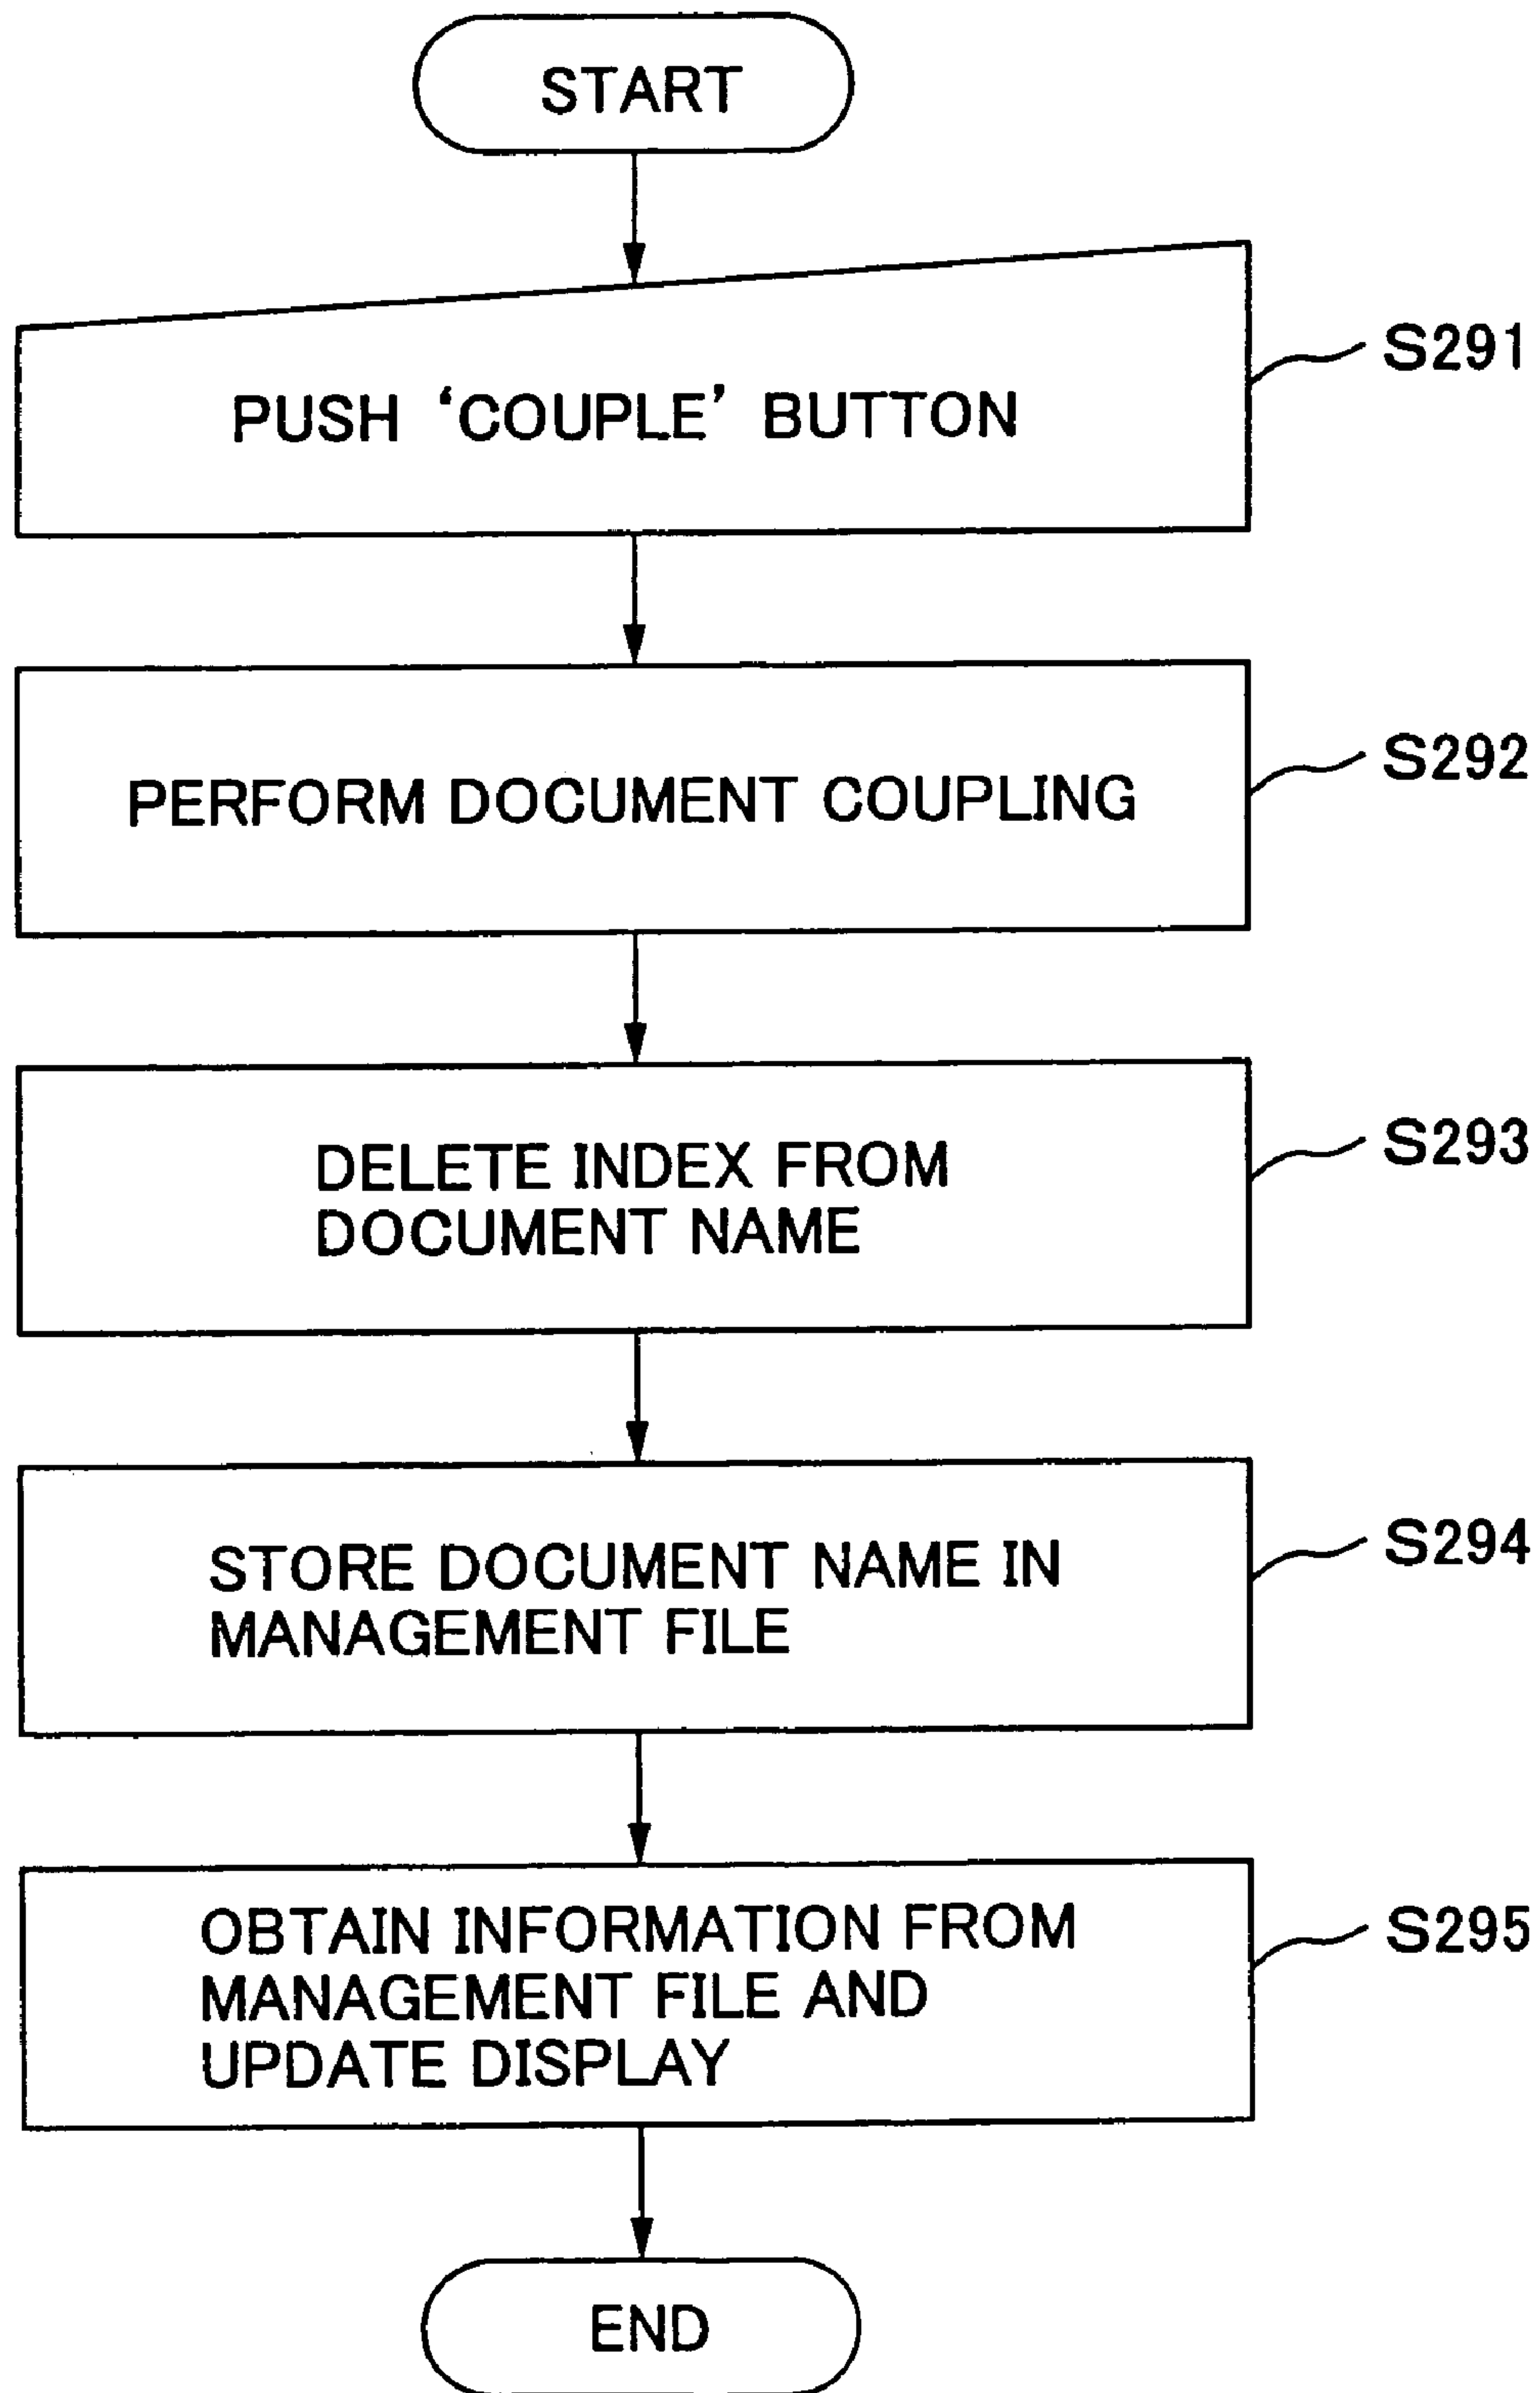 START
PUSH ‘COUPLE’ BUTTON
S291
PERFORM DOCUMENT COUPLING
S292
DELETE INDEX FROM
DOCUMENT NAME
S293
STORE DOCUMENT NAME IN
MANAGEMENT FILE
S294
OBTAIN INFORMATION FROM
MANAGEMENT FILE AND
UPDATE DISPLAY
S295
END